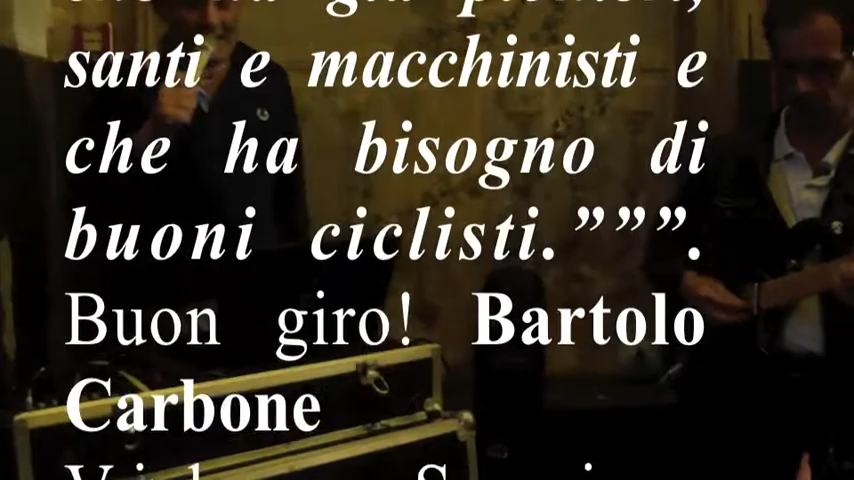 santi e macchinisti e
che ha bisogno di
buoni ciclisti.”””.
Buon giro! Bartolo
Carbone